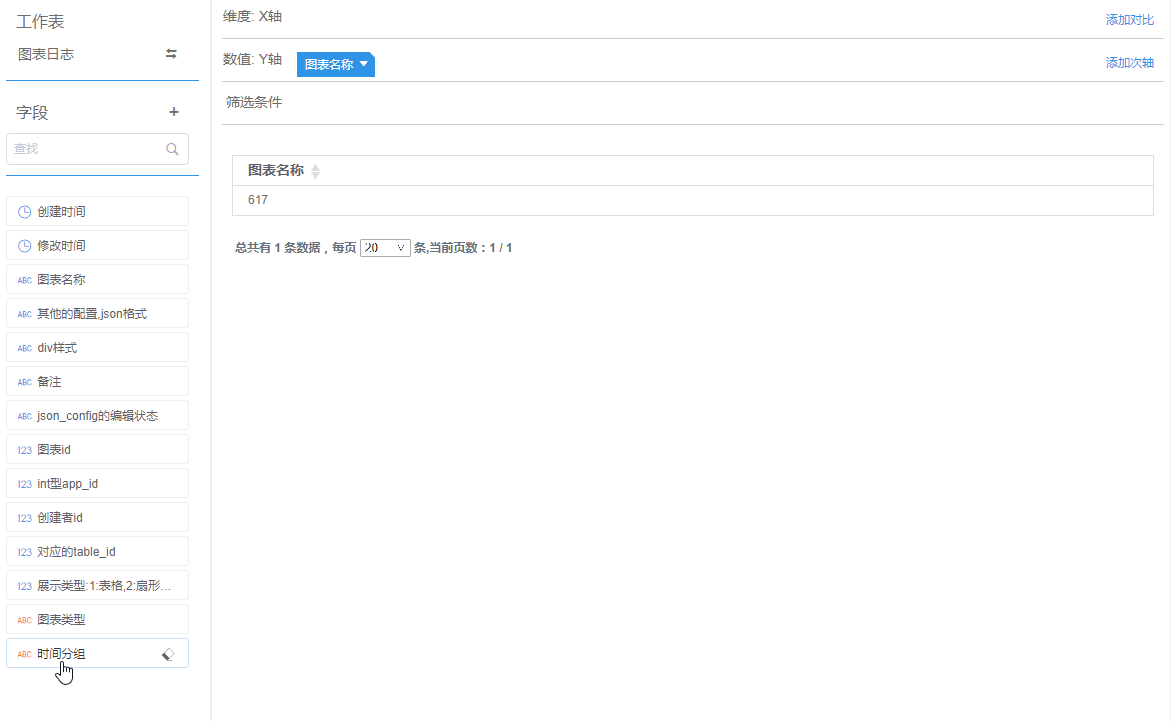 工作表
图表日志
字段
查找
创建时间
修改时间
ABC 图表名称
ABC 其他的配置,json格式
ABC div样式
ABC 备注
ABC json_config的编辑状态
123 图表id
123 int型app_id
123 创建者id
123 对应的table_id
123 展示类型:1:表格,2:扇形...
ABC 图表类型
ABC 时间分组
维度: X轴
添加对比
数值: Y轴 图表名称
添加次轴
筛选条件
图表名称
617
总共有 1 条数据，每页 20 条,当前页数：1 / 1